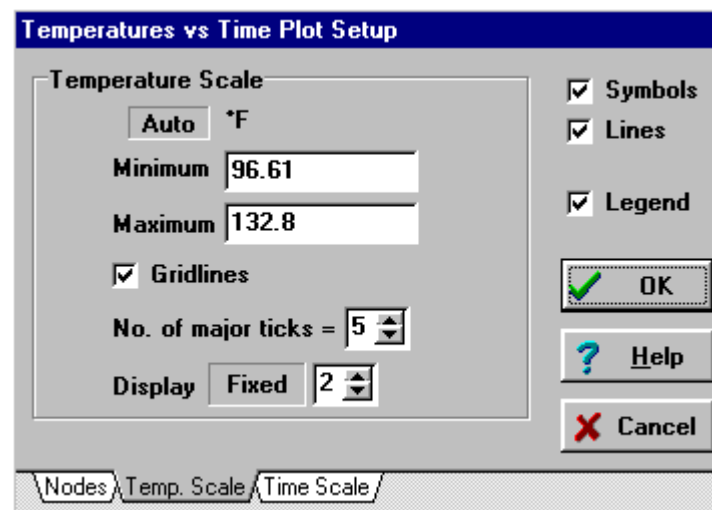 Temperatures vs Time Plot Setup
Temperature Scale
Auto °F
Minimum 96.61
Maximum 132.8
Gridlines
No. of major ticks = 5
Display Fixed 2
Symbols
Lines
Legend
OK
Help
Cancel
Nodes Temp. Scale Time Scale